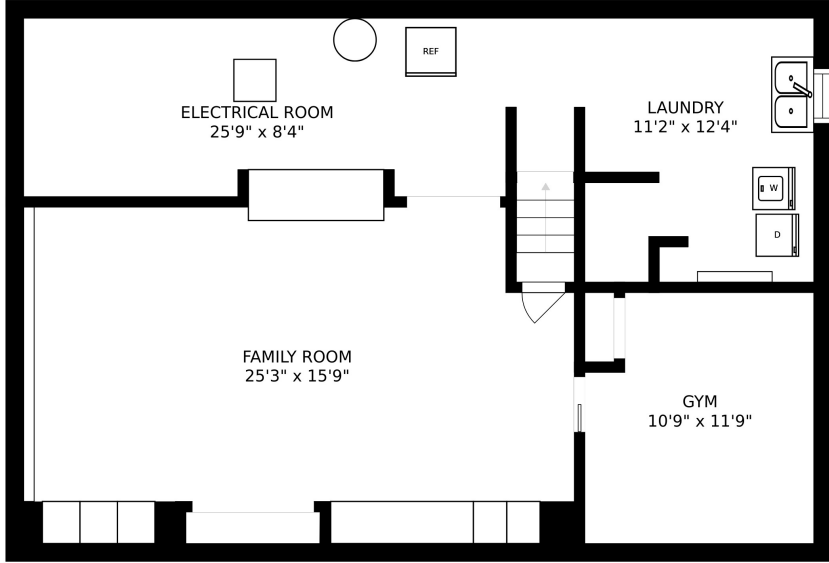 REF
ELECTRICAL ROOM
25'9" x 8'4"
LAUNDRY
11'2" x 12'4"
W
D
FAMILY ROOM
25'3" x 15'9"
GYM
10'9" x 11'9"